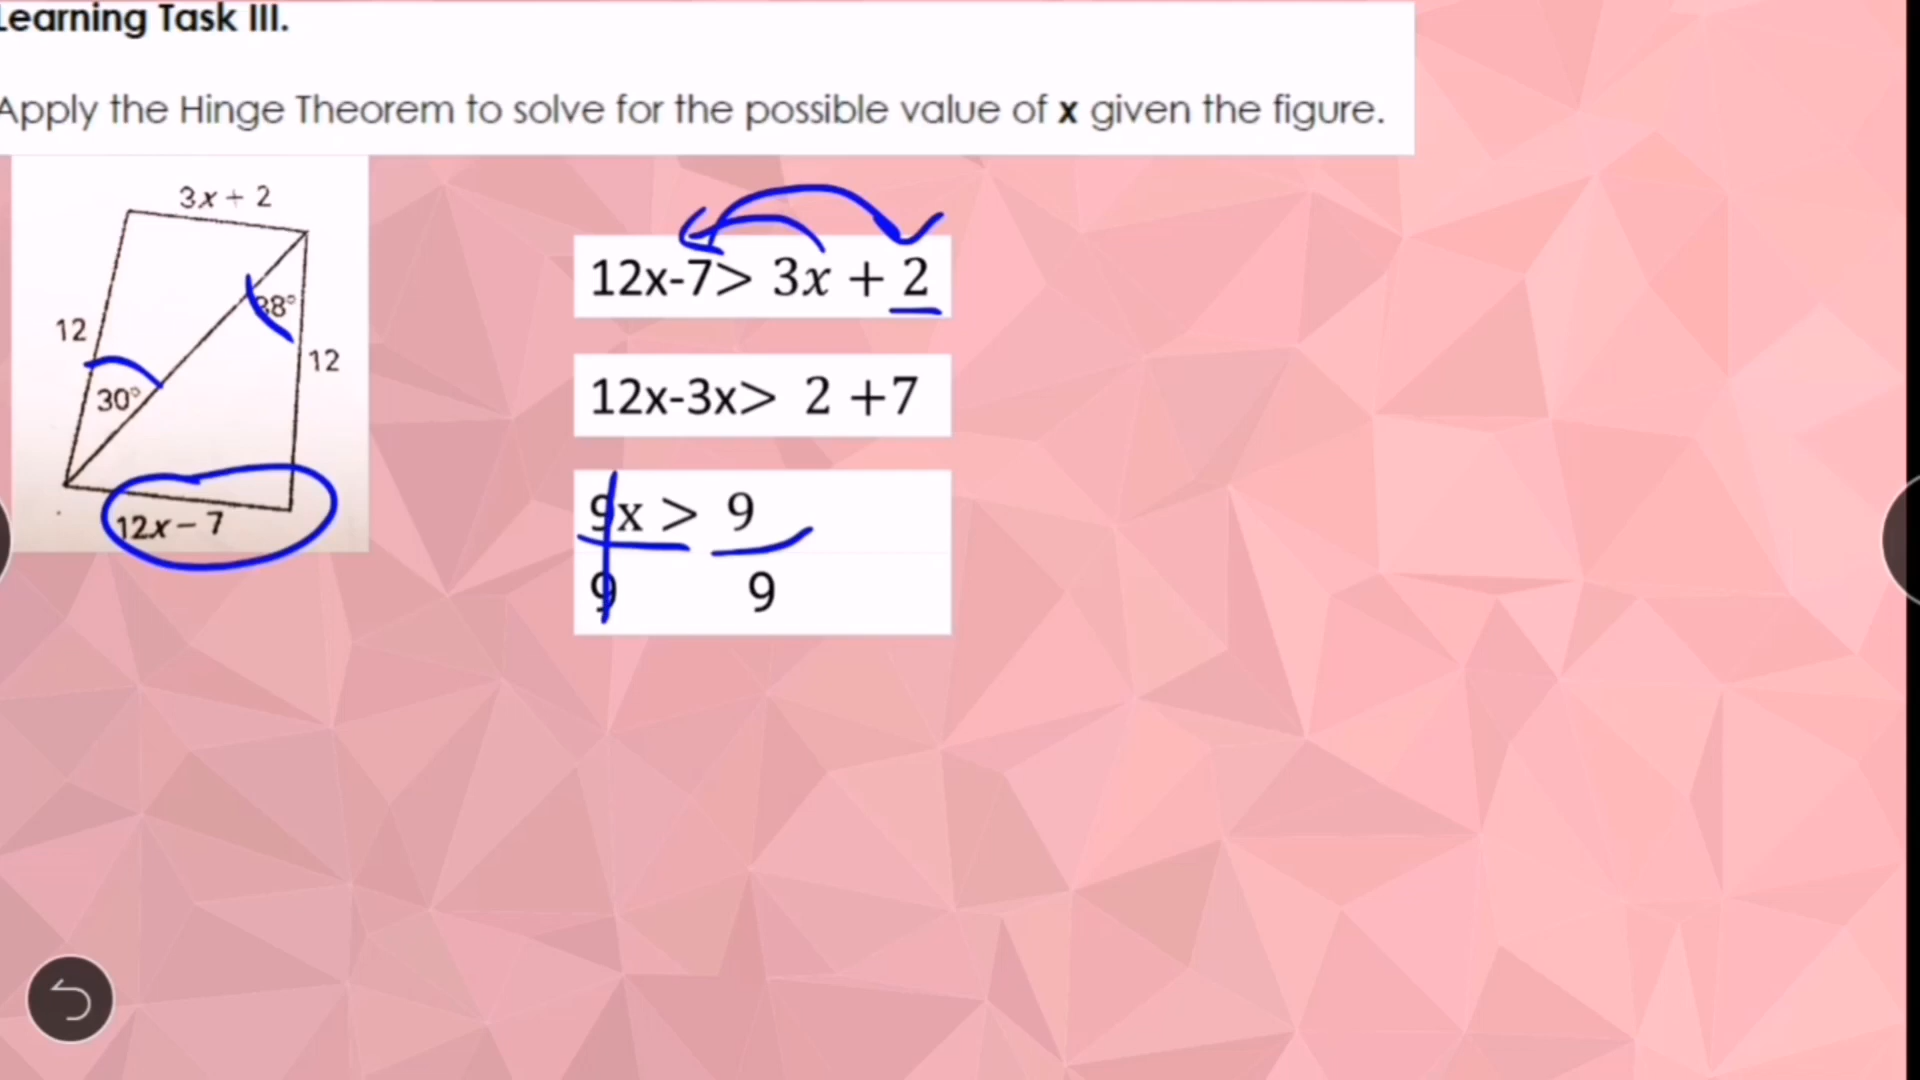 Learning Task III.
Apply the Hinge Theorem to solve for the possible value of x given the figure.
3x + 2
38°
12
12
30°
12x – 7
12x-7> 3x + 2
12x-3x> 2 +7
9x > 9
9 9